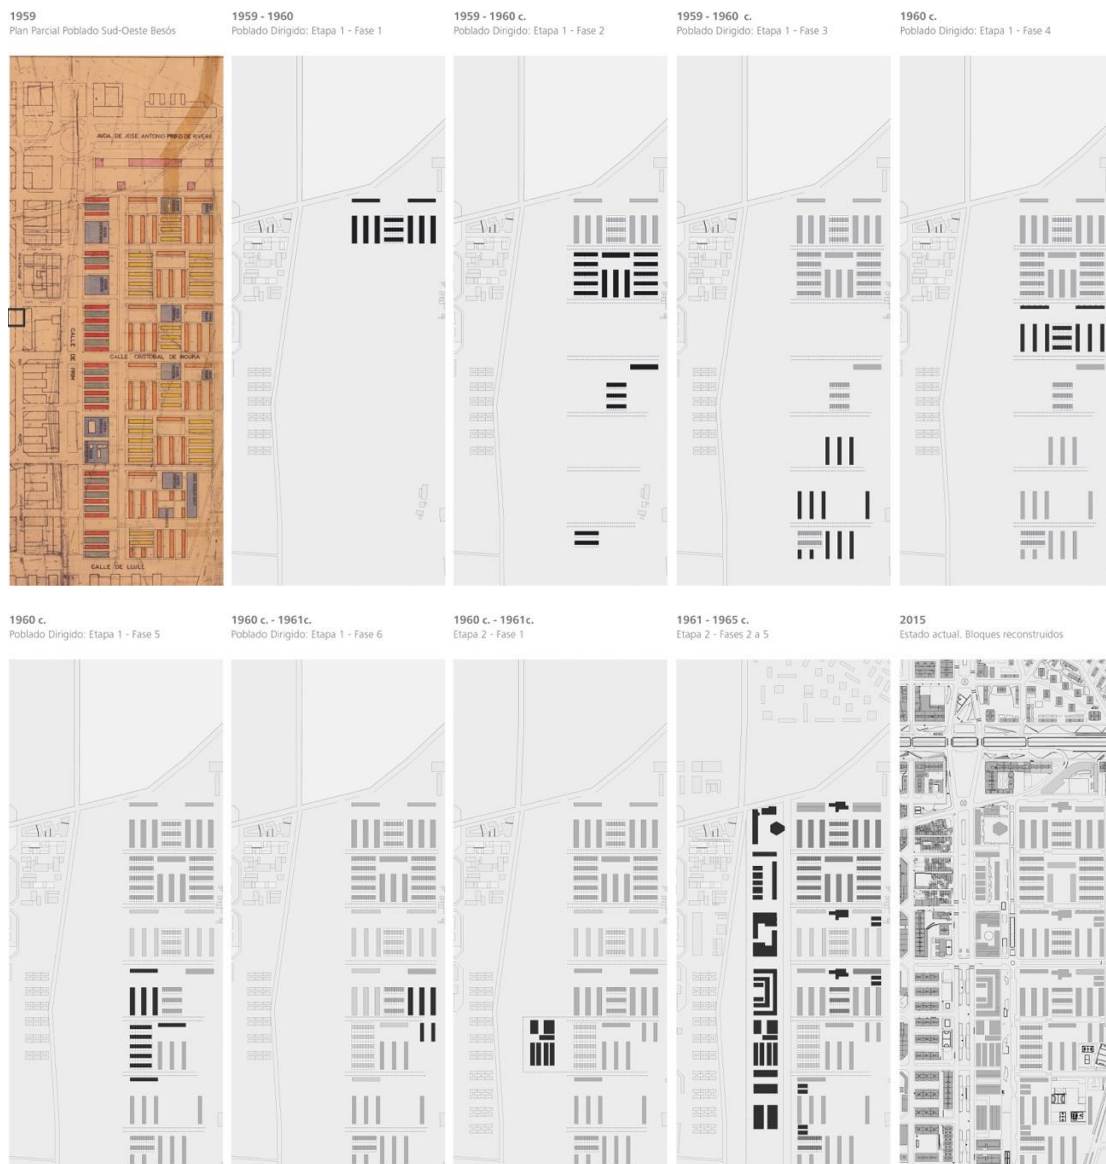 1959
Plan Parcial Poblado Sud-Oeste Besós
1959 - 1960
Poblado Dirigido: Etapa 1 - Fase 1
1959 - 1960 c.
Poblado Dirigido: Etapa 1 - Fase 2
1959 - 1960  c.
Poblado Dirigido: Etapa 1 - Fase 3
1960 c.
Poblado Dirigido: Etapa 1 - Fase 4
AVDA. DE JOSE ANTONIO PRIMO DE RIVERA
CALLE DE PRIM
CALLE CRISTOBAL DE MOURA
CALLE DE LLULL
1960 c.
Poblado Dirigido: Etapa 1 - Fase 5
1960 c. - 1961c.
Poblado Dirigido: Etapa 1 - Fase 6
1960 c. - 1961c.
Etapa 2 - Fase 1
1961 - 1965 c.
Etapa 2 - Fases 2 a 5
2015
Estado actual. Bloques reconstruidos